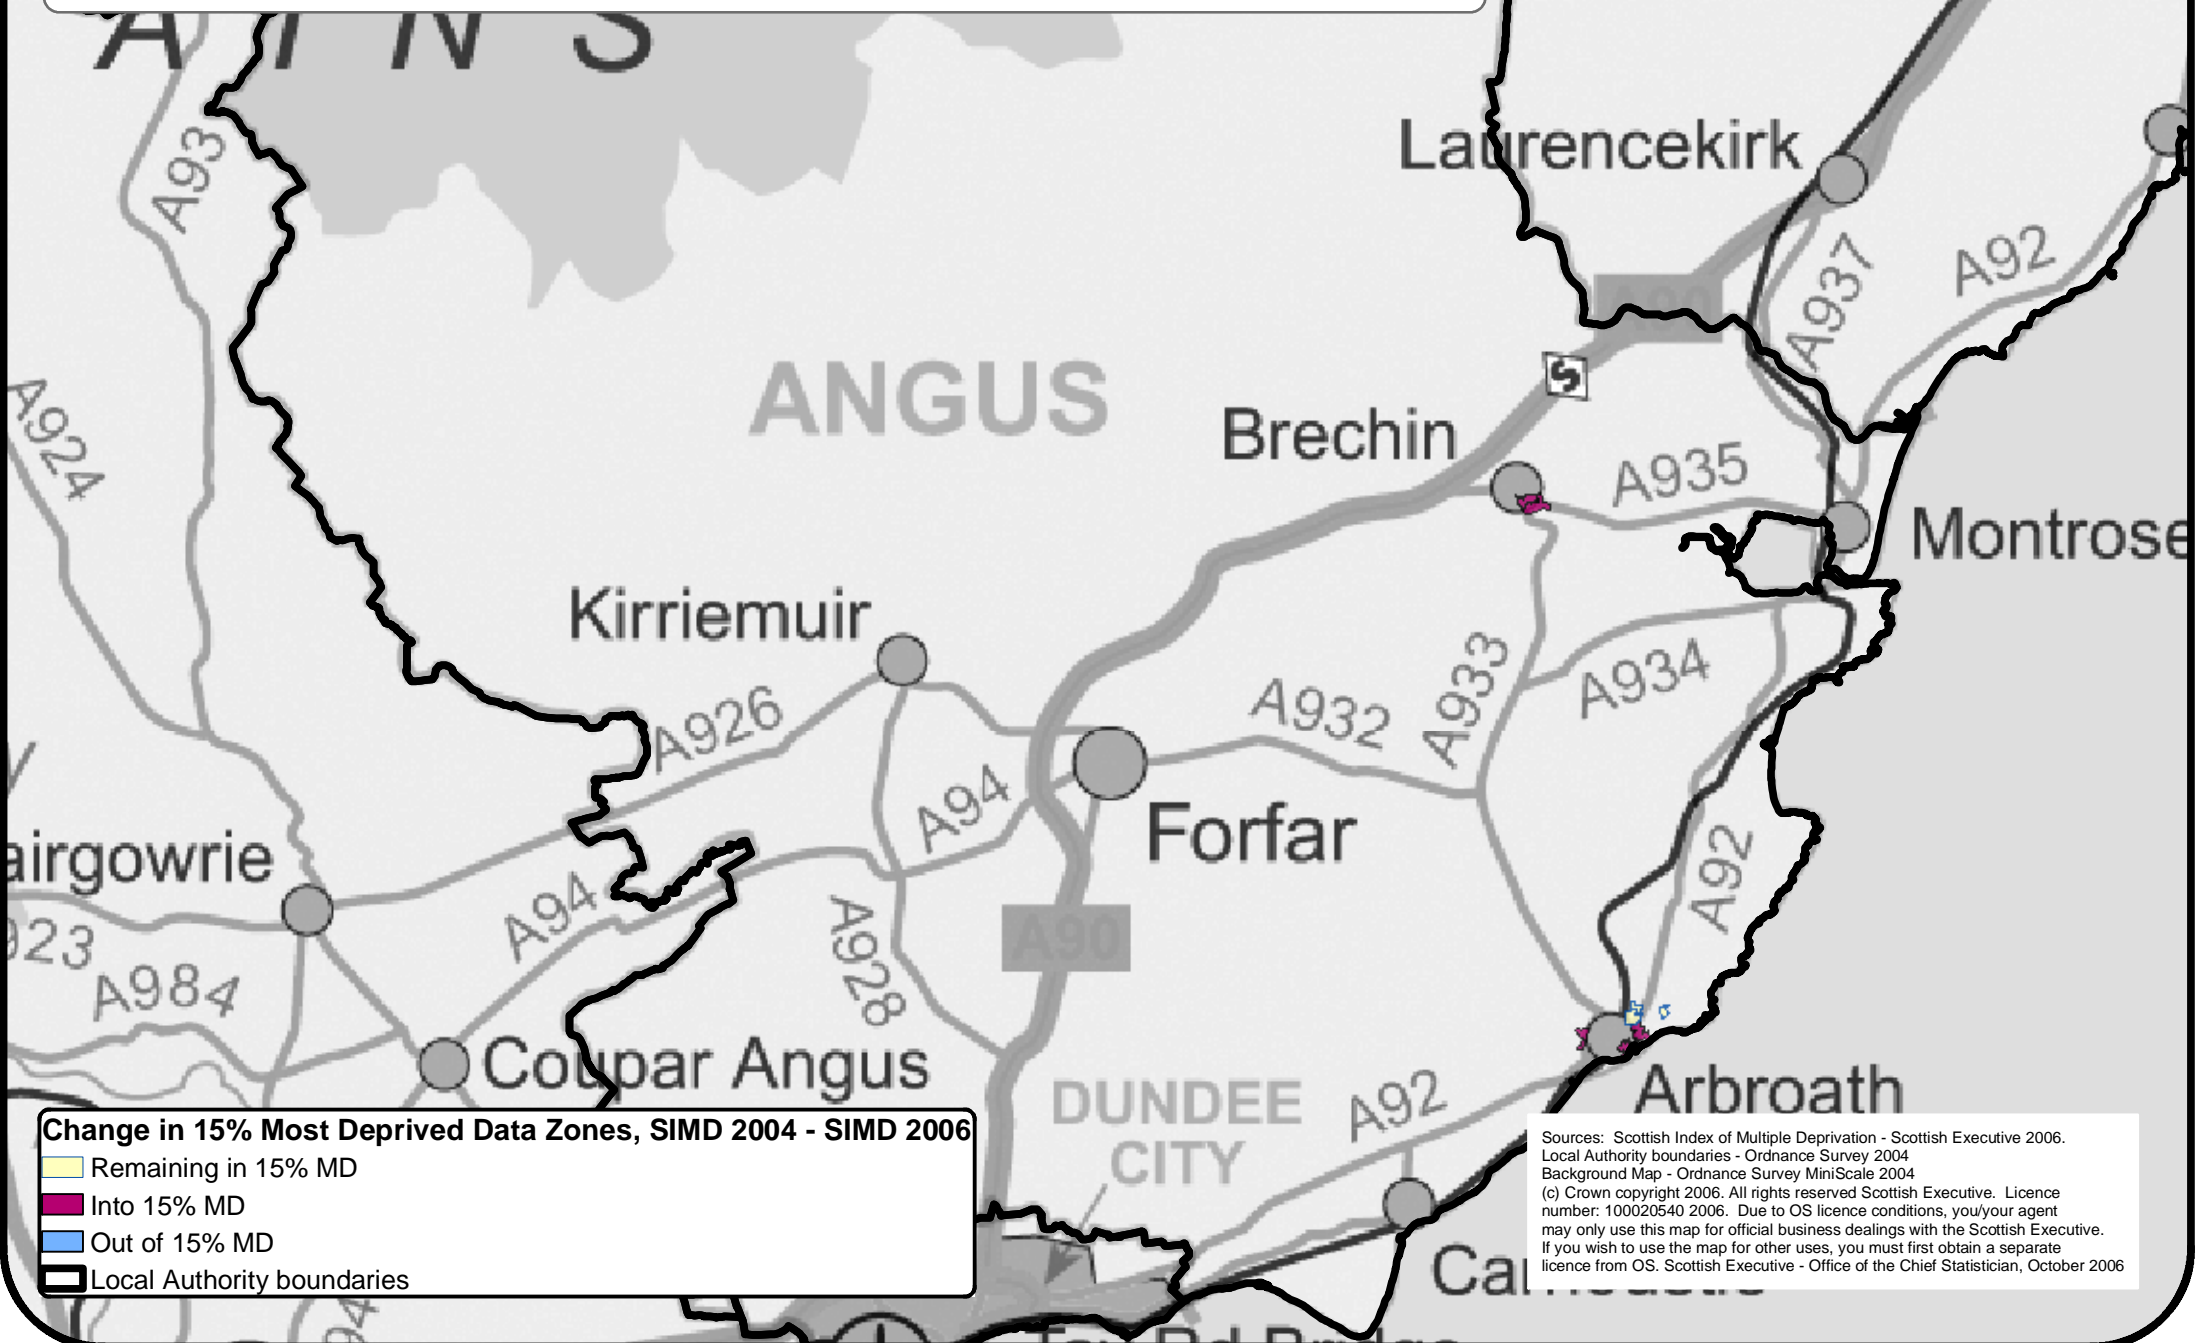 A I N S
Laurencekirk
A93
A92
A937
A90
ANGUS
A924
Brechin
A935
Montrose
Kirriemuir
A926
A932
A933
A934
A94
Forfar
airgowrie
A94
A92
A928
A90
923
A984
Coupar Angus
DUNDEE
CITY
A92
Arbroath
Change in 15% Most Deprived Data Zones, SIMD 2004 - SIMD 2006
Remaining in 15% MD
Into 15% MD
Out of 15% MD
Local Authority boundaries
Sources: Scottish Index of Multiple Deprivation - Scottish Executive 2006.
Local Authority boundaries - Ordnance Survey 2004
Background Map - Ordnance Survey MiniScale 2004
(c) Crown copyright 2006. All rights reserved Scottish Executive. Licence
number: 100020540 2006. Due to OS licence conditions, you/your agent
may only use this map for official business dealings with the Scottish Executive.
If you wish to use the map for other uses, you must first obtain a separate
licence from OS. Scottish Executive - Office of the Chief Statistician, October 2006